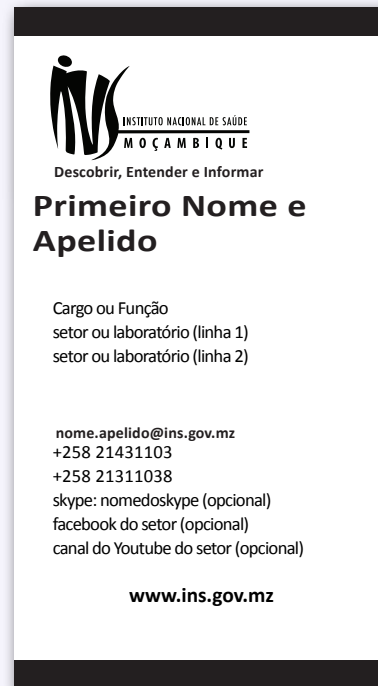 INS
INSTITUTO NACIONAL DE SAÚDE
MOÇAMBIQUE
Descobrir, Entender e Informar
Primeiro Nome e
Apelido
Cargo ou Função
setor ou laboratório (linha 1)
setor ou laboratório (linha 2)
nome.apelido@ins.gov.mz
+258 21431103
+258 21311038
skype: nomedoskype (opcional)
facebook do setor (opcional)
canal do Youtube do setor (opcional)
www.ins.gov.mz